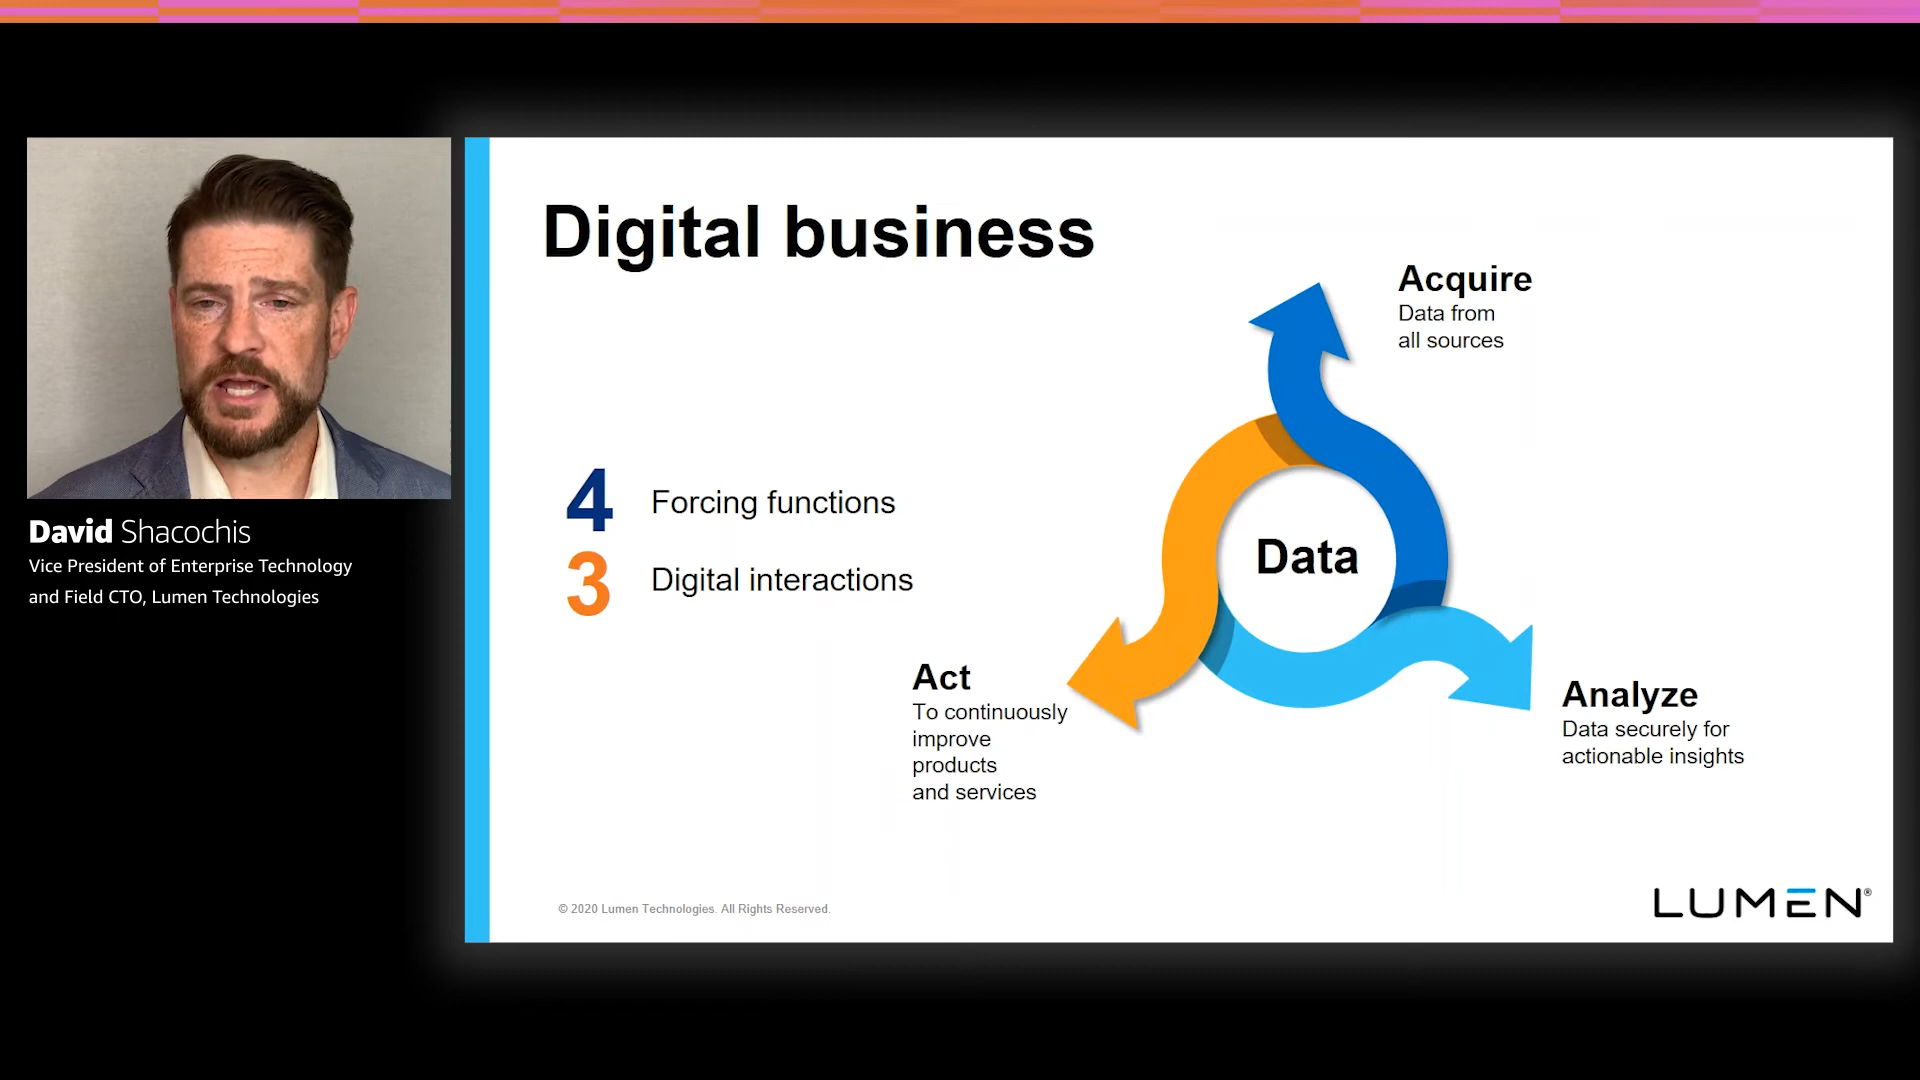 David Shacochis
Vice President of Enterprise Technology
and Field CTO, Lumen Technologies
Digital business
4 Forcing functions
3 Digital interactions
Data
Acquire
Data from
all sources
Analyze
Data securely for
actionable insights
Act
To continuously
improve
products
and services
© 2020 Lumen Technologies. All Rights Reserved.
LUMEN®